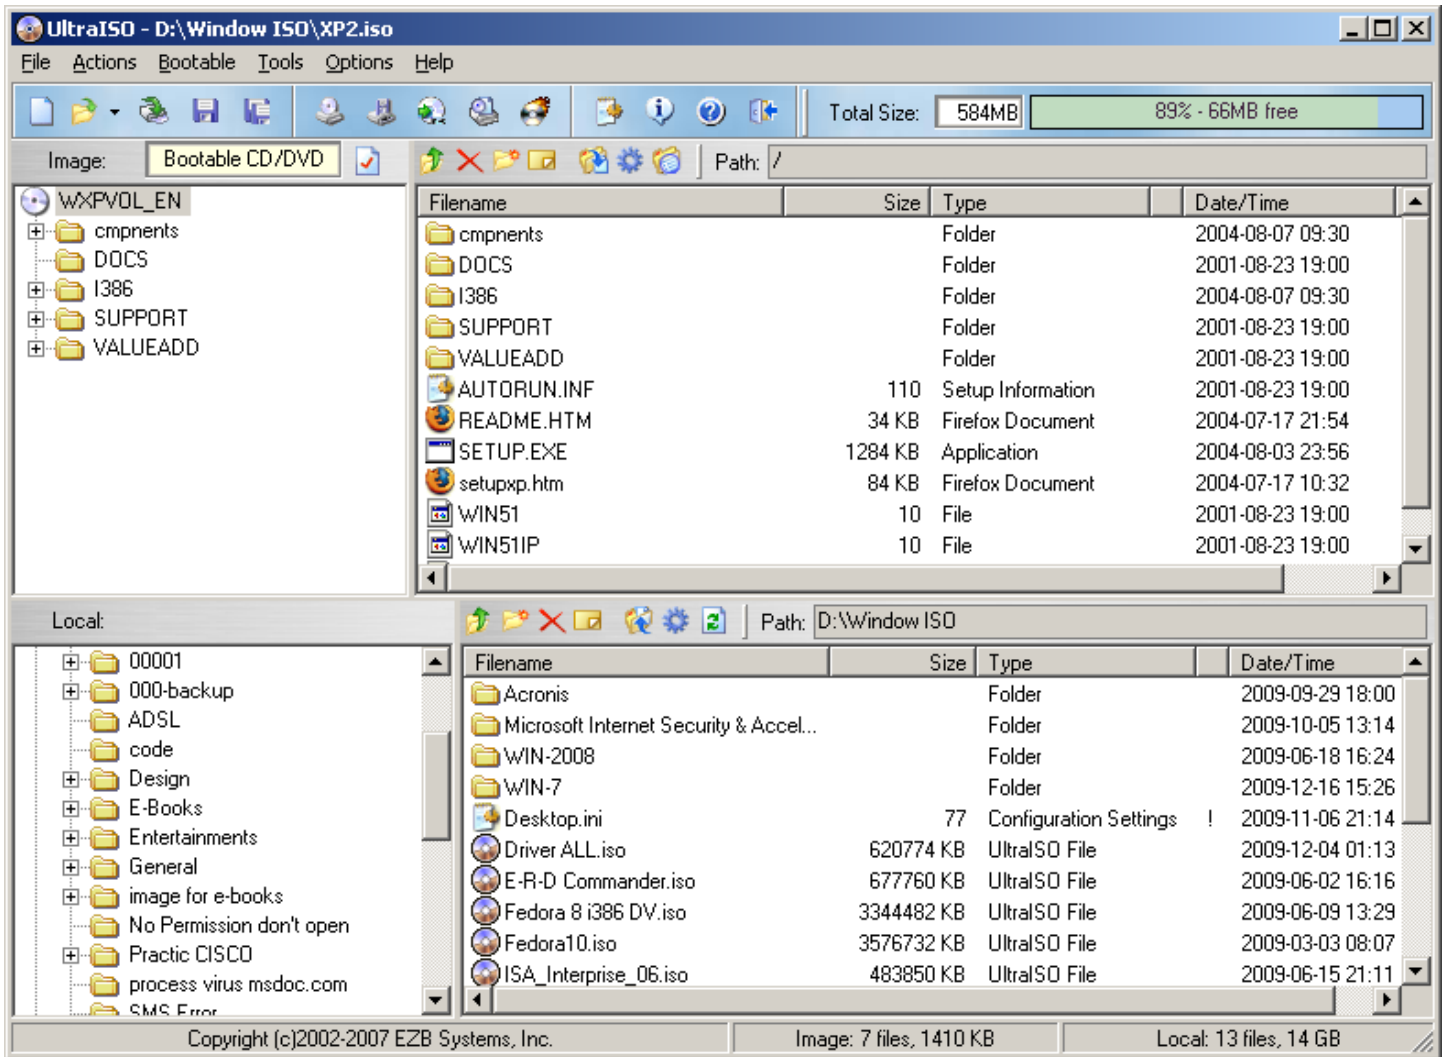 UltraISO - D:\Window ISO\XP2.iso
File Actions Bootable Tools Options Help
Total Size: 584MB 89% - 66MB free
Image: Bootable CD/DVD Path: /
WXPVOL_EN
cmpnents
DOCS
I386
SUPPORT
VALUEADD
Filename Size Type Date/Time
cmpnents Folder 2004-08-07 09:30
DOCS Folder 2001-08-23 19:00
I386 Folder 2004-08-07 09:30
SUPPORT Folder 2001-08-23 19:00
VALUEADD Folder 2001-08-23 19:00
AUTORUN.INF 110 Setup Information 2001-08-23 19:00
README.HTM 34 KB Firefox Document 2004-07-17 21:54
SETUP.EXE 1284 KB Application 2004-08-03 23:56
setupxp.htm 84 KB Firefox Document 2004-07-17 10:32
WIN51 10 File 2001-08-23 19:00
WIN51IP 10 File 2001-08-23 19:00
Local: Path: D:\Window ISO
00001
000-backup
ADSL
code
Design
E-Books
Entertainments
General
image for e-books
No Permission don't open
Practic CISCO
process virus msdoc.com
SMS Error
Filename Size Type Date/Time
Acronis Folder 2009-09-29 18:00
Microsoft Internet Security & Accel... Folder 2009-10-05 13:14
WIN-2008 Folder 2009-06-18 16:24
WIN-7 Folder 2009-12-16 15:26
Desktop.ini 77 Configuration Settings ! 2009-11-06 21:14
Driver ALL.iso 620774 KB UltraISO File 2009-12-04 01:13
E-R-D Commander.iso 677760 KB UltraISO File 2009-06-02 16:16
Fedora 8 i386 DV.iso 3344482 KB UltraISO File 2009-06-09 13:29
Fedora10.iso 3576732 KB UltraISO File 2009-03-03 08:07
ISA_Interprise_06.iso 483850 KB UltraISO File 2009-06-15 21:11
Copyright (c)2002-2007 EZB Systems, Inc. Image: 7 files, 1410 KB Local: 13 files, 14 GB